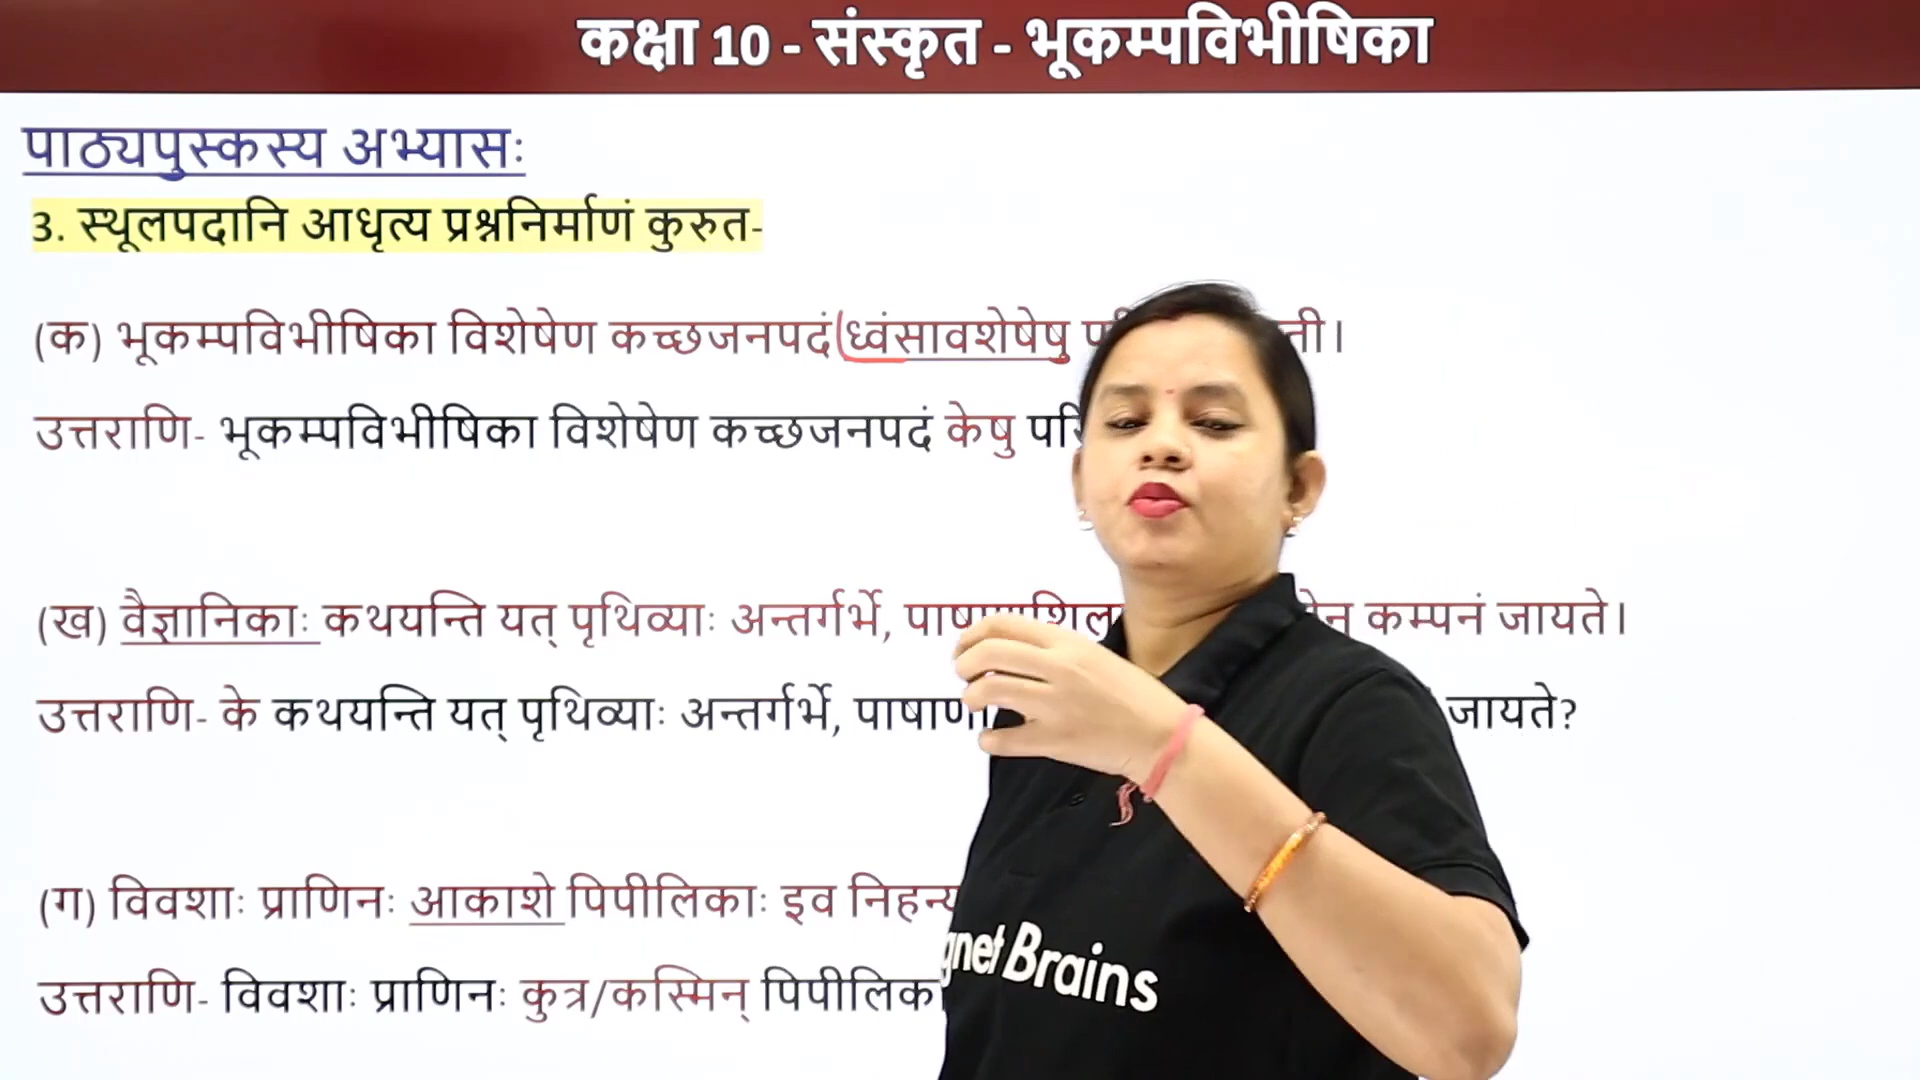 कक्षा 10 - संस्कृत - भूकम्पविभीषिका
पाठ्यपुस्कस्य अभ्यासः
3. स्थूलपदानि आधृत्य प्रश्ननिर्माणं कुरुत-
(क) भूकम्पविभीषिका विशेषेण कच्छजनपदं ध्वंसावशेषेषु
उत्तराणि- भूकम्पविभीषिका विशेषेण कच्छजनपदं केषु
(ख) वैज्ञानिकाः कथयन्ति यत् पृथिव्याः अन्तर्गर्भे, कम्पनं जायते।
उत्तराणि- के कथयन्ति यत् पृथिव्याः अन्तर्गर्भे, जायते?
(ग) विवशाः प्राणिनः आकाशे पिपीलिकाः इव
उत्तराणि- विवशाः प्राणिनः कुत्र/कस्मिन्
Brains